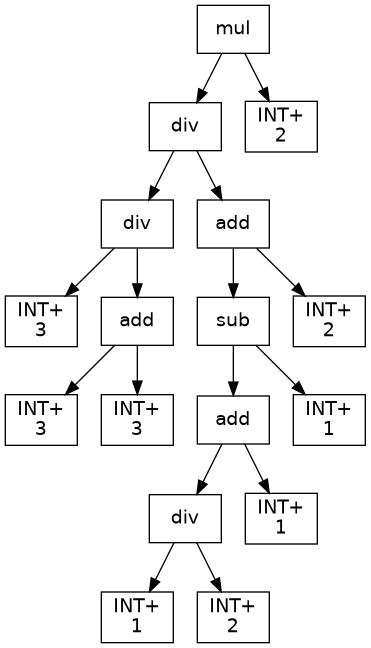 mul
div
INT+
2
div
add
INT+
3
add
sub
INT+
2
INT+
3
INT+
3
add
INT+
1
div
INT+
1
INT+
1
INT+
2